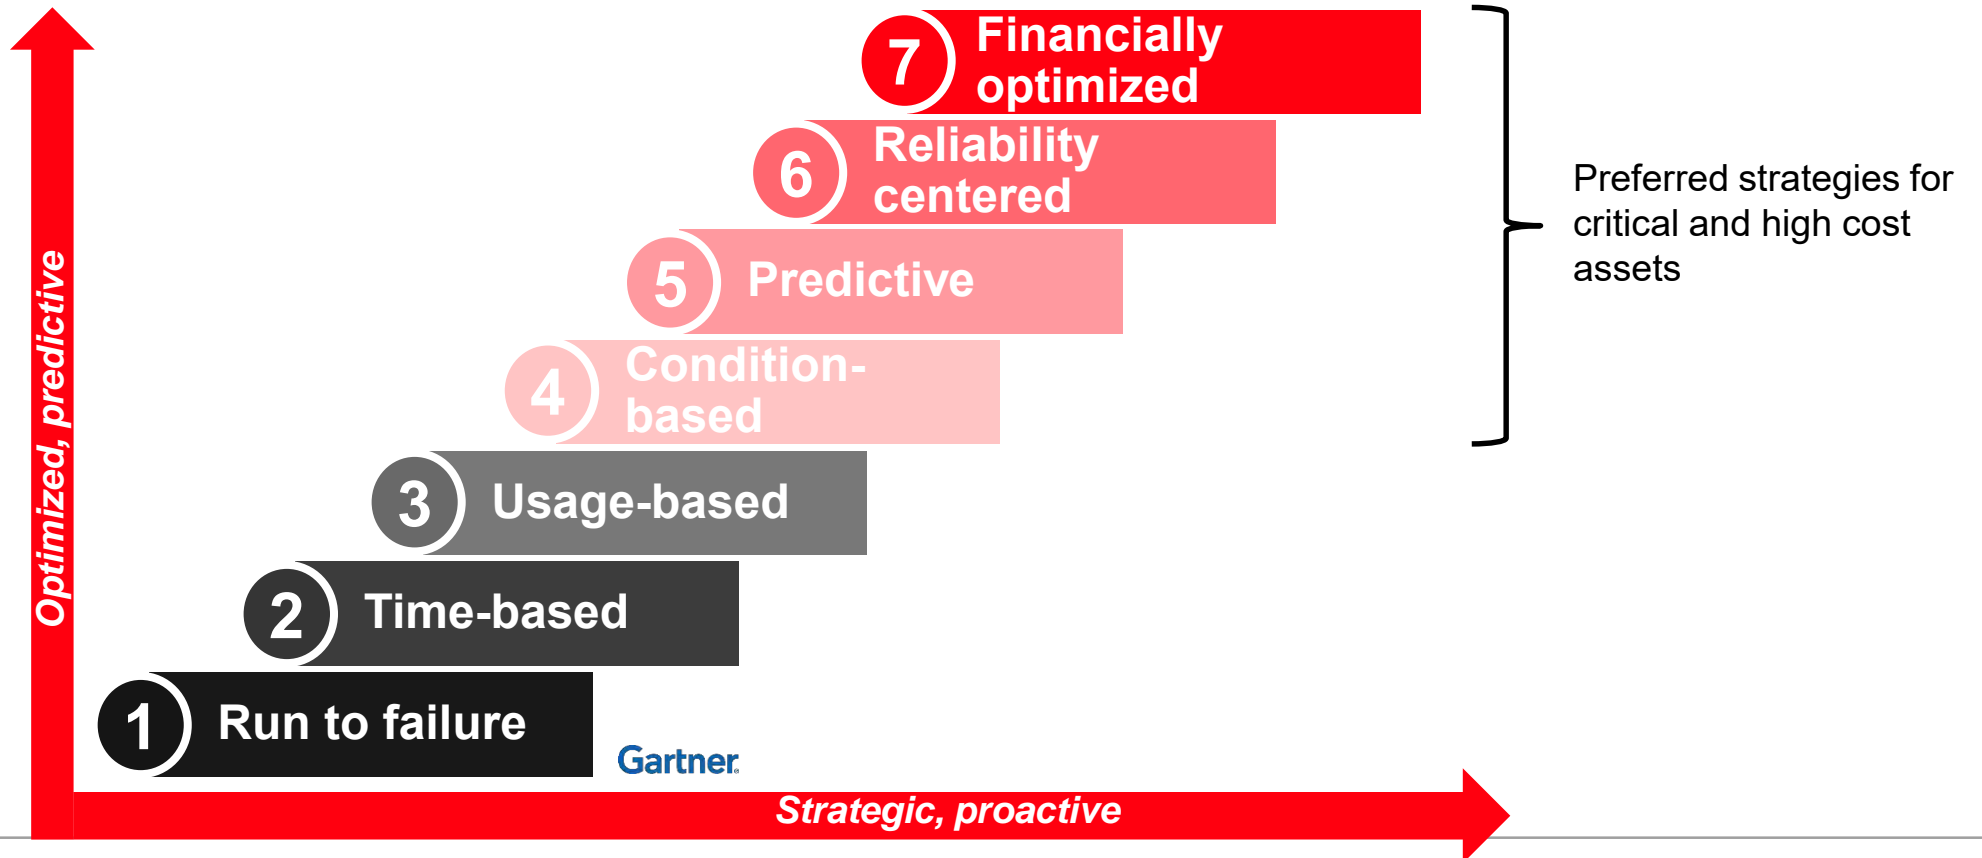 7
Financially
optimized
6
Reliability
centered
5
Predictive
4
Condition-
based
3
Usage-based
2
Time-based
1
Run to failure
Gartner
Optimized, predictive
Strategic, proactive
Preferred strategies for
critical and high cost
assets